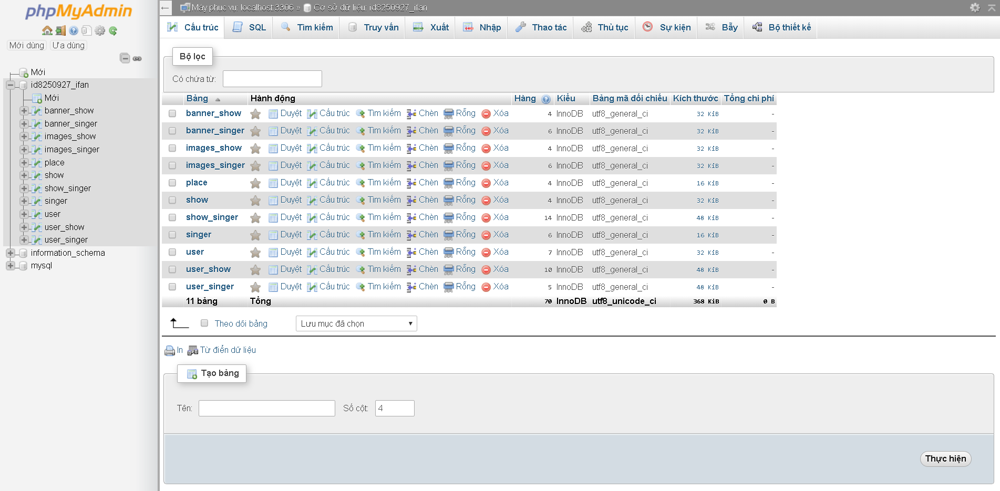 phpMyAdmin
Mới dùng Ưa dùng
Mới
id8250927_ifan
Mới
banner_show
banner_singer
images_show
images_singer
place
show
show_singer
singer
user
user_show
user_singer
information_schema
mysql
Máy phục vụ: localhost:3306 » Cơ sở dữ liệu: id8250927_ifan
Cấu trúc SQL Tìm kiếm Truy vấn Xuất Nhập Thao tác Thủ tục Sự kiện Bẫy Bộ thiết kế
Bộ lọc
Có chứa từ:
Bảng Hành động Hàng Kiểu Bảng mã đối chiếu Kích thước Tổng chi phí
banner_show Duyệt Cấu trúc Tìm kiếm Chèn Rỗng Xóa 4 InnoDB utf8_general_ci 32 KiB -
banner_singer Duyệt Cấu trúc Tìm kiếm Chèn Rỗng Xóa 6 InnoDB utf8_general_ci 32 KiB -
images_show Duyệt Cấu trúc Tìm kiếm Chèn Rỗng Xóa 4 InnoDB utf8_general_ci 32 KiB -
images_singer Duyệt Cấu trúc Tìm kiếm Chèn Rỗng Xóa 6 InnoDB utf8_general_ci 32 KiB -
place Duyệt Cấu trúc Tìm kiếm Chèn Rỗng Xóa 4 InnoDB utf8_general_ci 16 KiB -
show Duyệt Cấu trúc Tìm kiếm Chèn Rỗng Xóa 4 InnoDB utf8_general_ci 32 KiB -
show_singer Duyệt Cấu trúc Tìm kiếm Chèn Rỗng Xóa 14 InnoDB utf8_general_ci 48 KiB -
singer Duyệt Cấu trúc Tìm kiếm Chèn Rỗng Xóa 6 InnoDB utf8_general_ci 16 KiB -
user Duyệt Cấu trúc Tìm kiếm Chèn Rỗng Xóa 7 InnoDB utf8_general_ci 32 KiB -
user_show Duyệt Cấu trúc Tìm kiếm Chèn Rỗng Xóa 10 InnoDB utf8_general_ci 48 KiB -
user_singer Duyệt Cấu trúc Tìm kiếm Chèn Rỗng Xóa 5 InnoDB utf8_general_ci 48 KiB -
11 bảng Tổng 70 InnoDB utf8_unicode_ci 368 KiB 0 B
Theo dõi bảng Lưu mục đã chọn
In Từ điển dữ liệu
Tạo bảng
Tên: Số cột: 4
Thực hiện